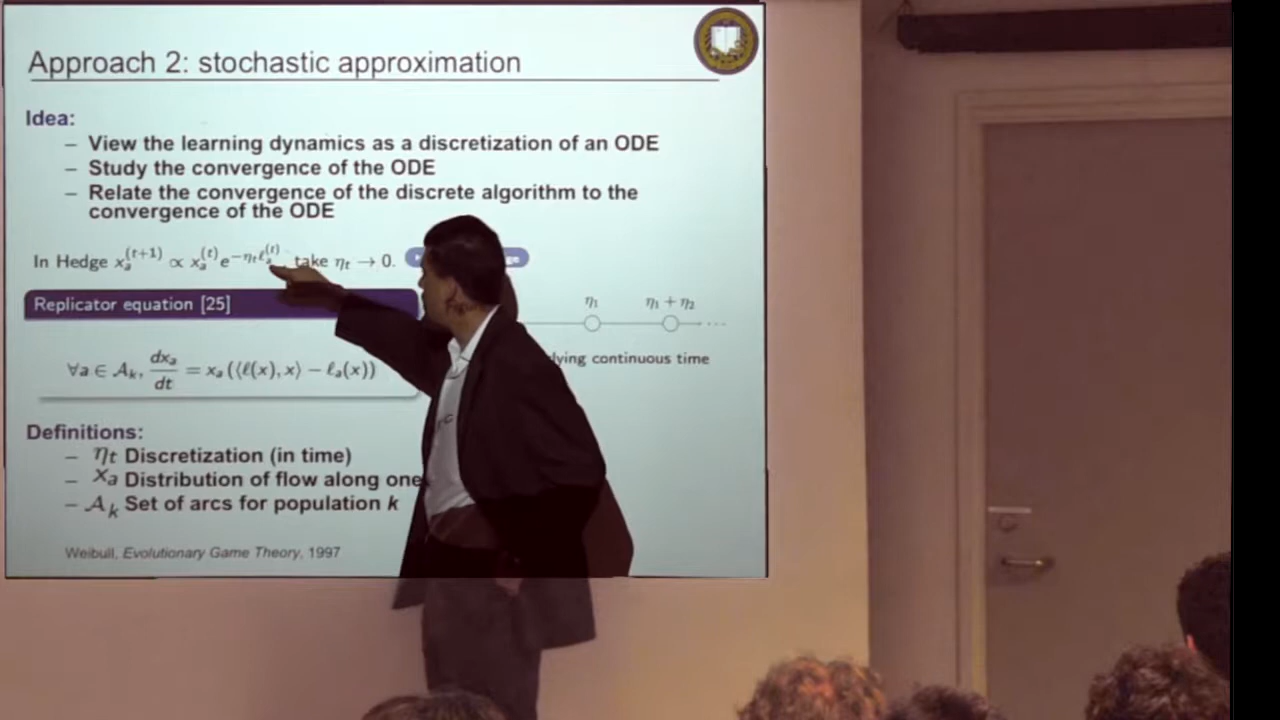 Approach 2: stochastic approximation
Idea:
– View the learning dynamics as a discretization of an ODE
– Study the convergence of the ODE
– Relate the convergence of the discrete algorithm to the
convergence of the ODE
In Hedge x_a^{(t+1)} ∝ x_a^{(t)} e^{−η_t ℓ_a^{(t)}}, take η_t → 0.
Replicator equation [25]
η₁ η₁ + η₂
∀a ∈ 𝒜_k, dx_a/dt = x_a (⟨ℓ(x), x⟩ − ℓ_a(x))
continuous time
Definitions:
– η_t Discretization (in time)
– x_a Distribution of flow along one
– 𝒜_k Set of arcs for population k
Weibull, Evolutionary Game Theory, 1997